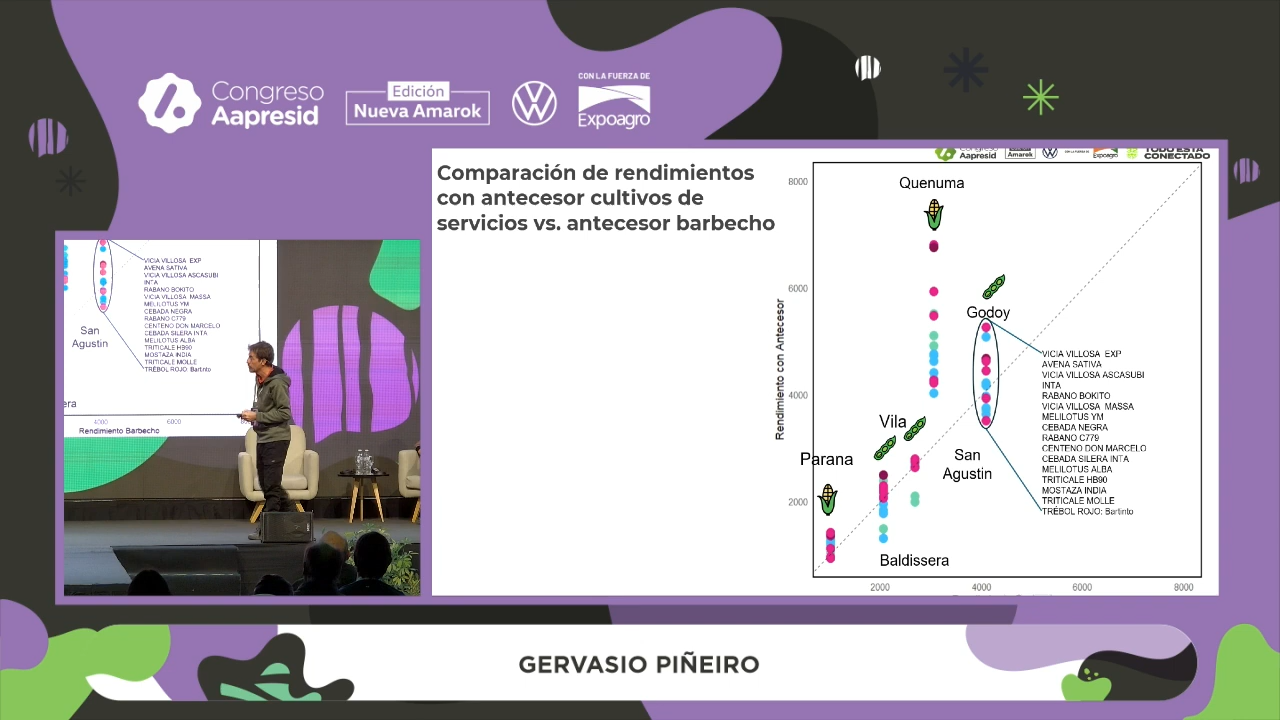 Congreso
Aapresid
Edición
Nueva Amarok
CON LA FUERZA DE
Expoagro
Comparación de rendimientos
con antecesor cultivos de
servicios vs. antecesor barbecho
Congreso
Aapresid
Amarok
Expoagro
TODO ESTÁ
CONECTADO
Rendimiento con Antecesor
8000
6000
4000
2000
2000
4000
6000
8000
Quenuma
Godoy
Vila
Parana
San
Agustin
Baldissera
VICIA VILLOSA EXP
AVENA SATIVA
VICIA VILLOSA ASCASUBI
INTA
RABANO BOKITO
VICIA VILLOSA MASSA
MELILOTUS YM
CEBADA NEGRA
RABANO C779
CENTENO DON MARCELO
CEBADA SILERA INTA
MELILOTUS ALBA
TRITICALE HB90
MOSTAZA INDIA
TRITICALE MOLLE
TRÉBOL ROJO: Bartinto
VICIA VILLOSA EXP
AVENA SATIVA
VICIA VILLOSA ASCASUBI
INTA
RABANO BOKITO
VICIA VILLOSA MASSA
MELILOTUS YM
CEBADA NEGRA
RABANO C779
CENTENO DON MARCELO
CEBADA SILERA INTA
MELILOTUS ALBA
TRITICALE HB90
MOSTAZA INDIA
TRITICALE MOLLE
TRÉBOL ROJO: Bartinto
San
Agustin
era
4000
6000
Rendimiento Barbecho
GERVASIO PIÑEIRO